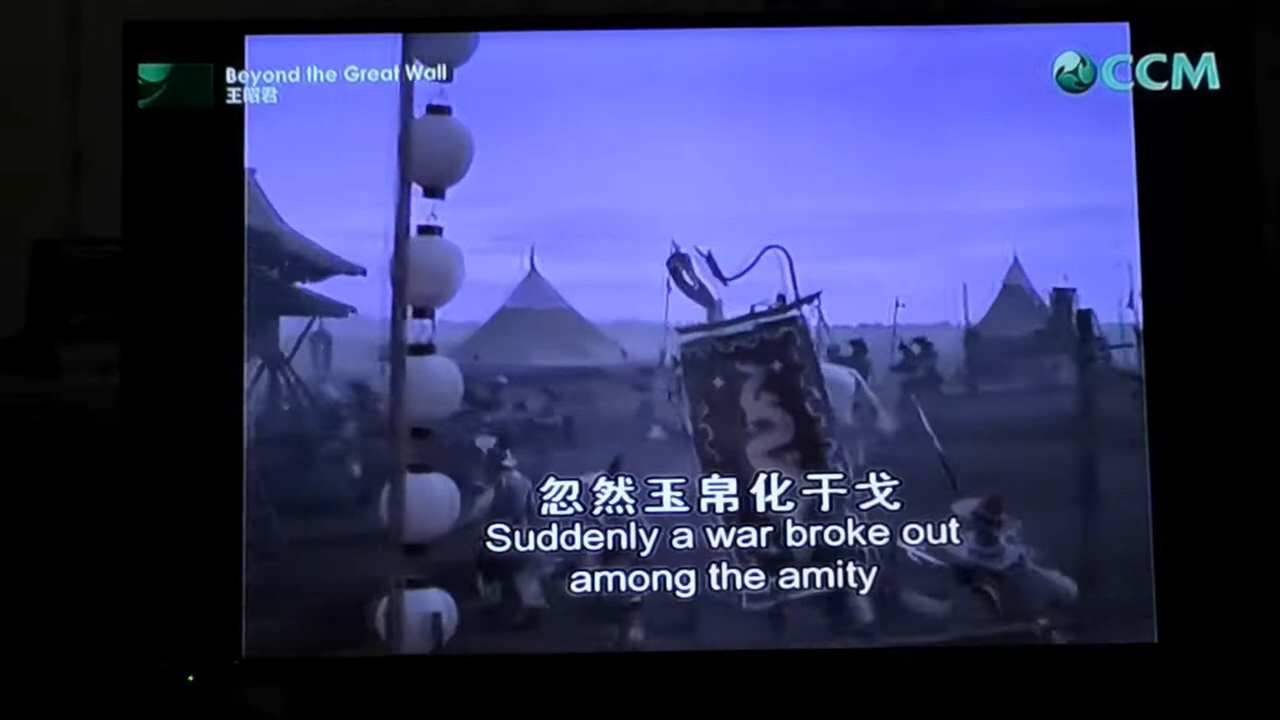 Beyond the Great Wall
王昭君
CCM
忽然玉帛化干戈
Suddenly a war broke out
among the amity